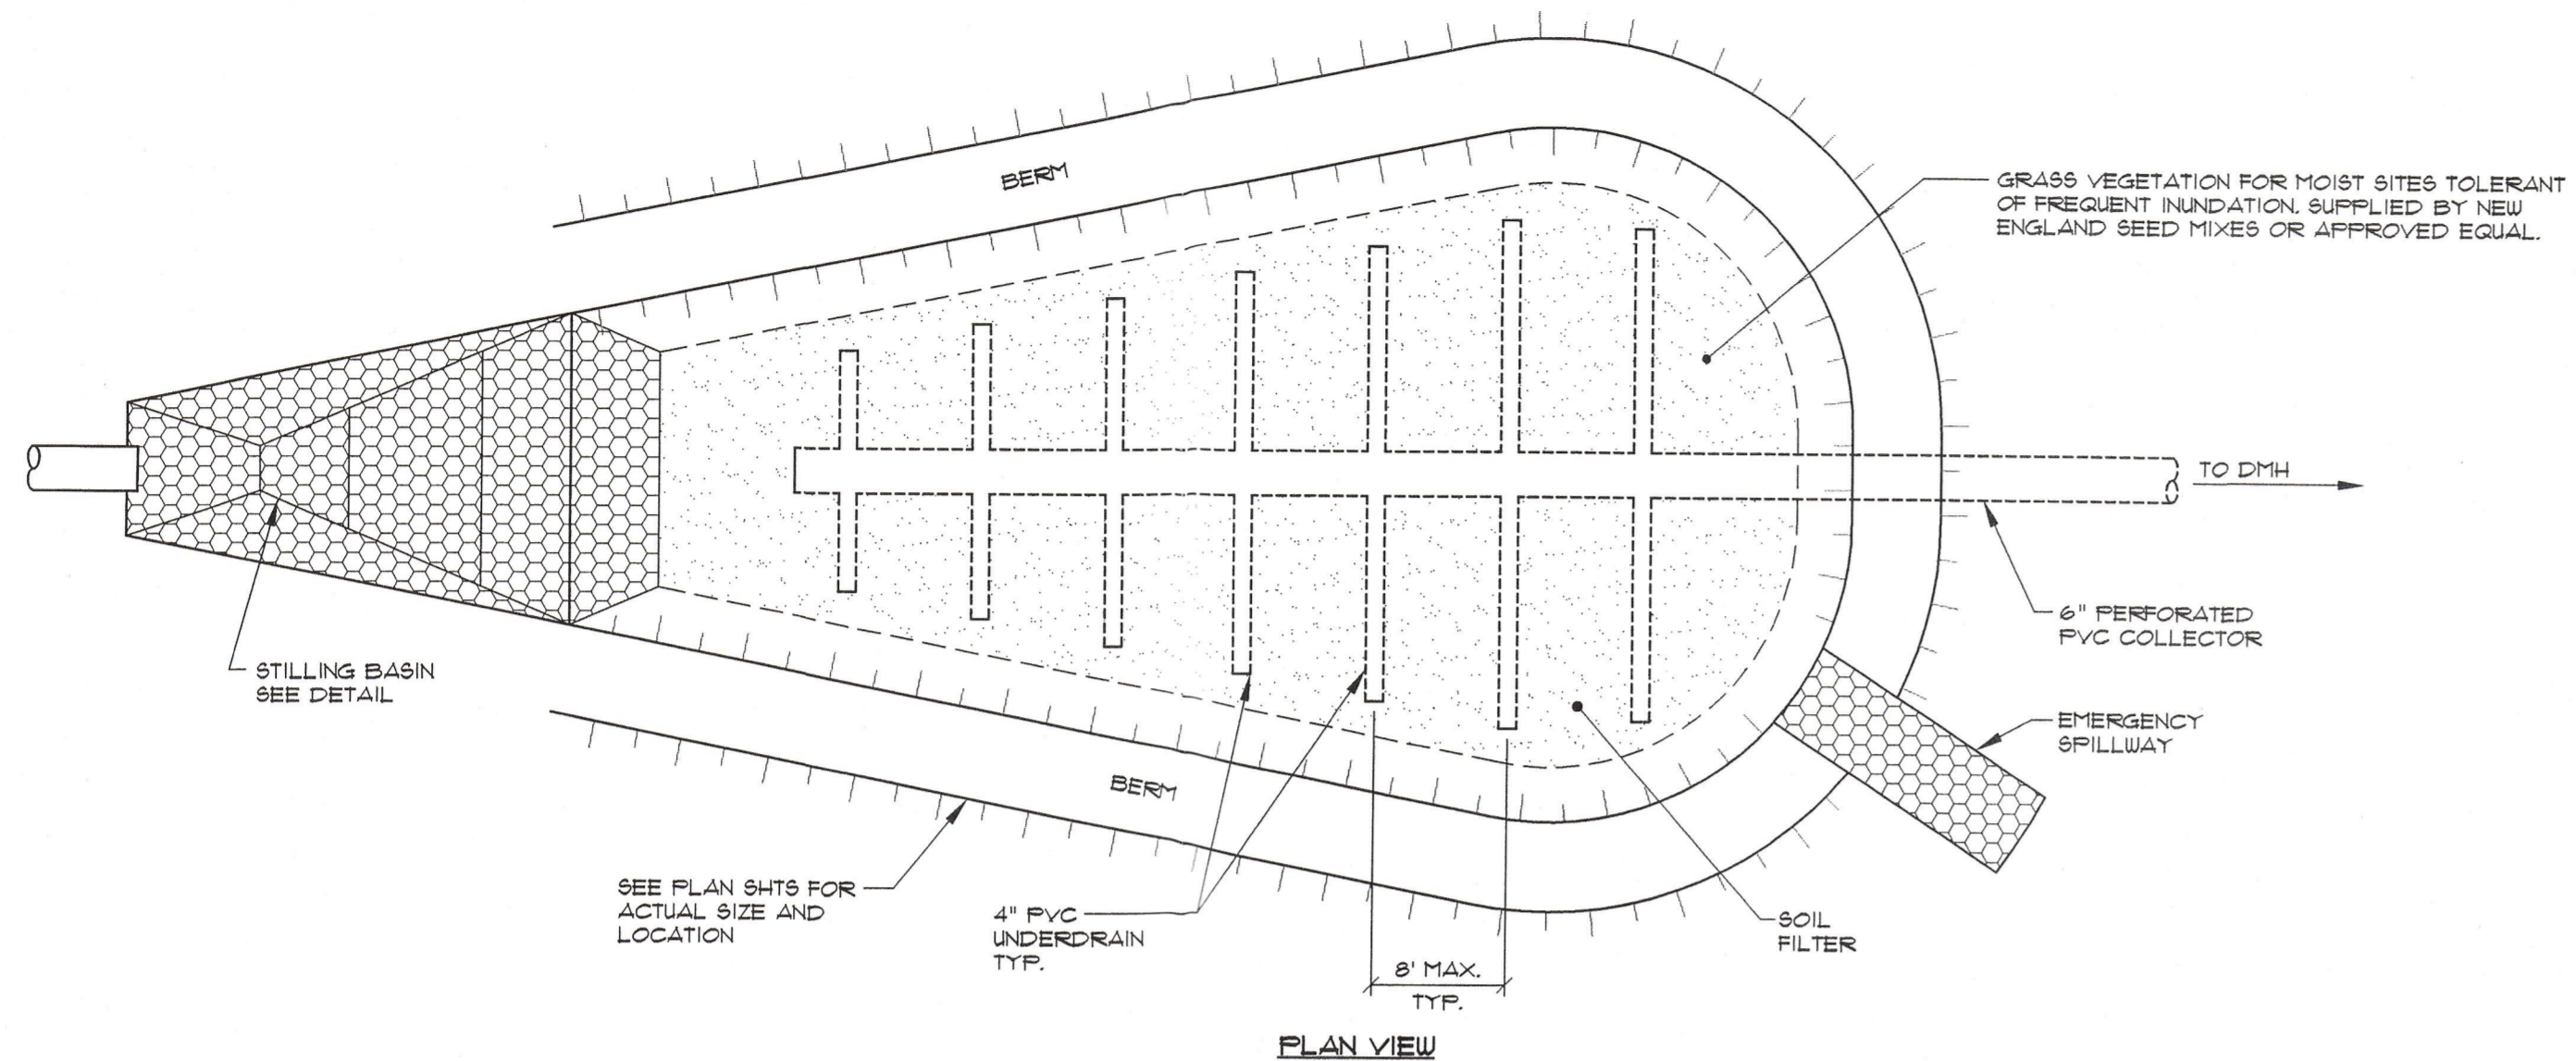 BERM
GRASS VEGETATION FOR MOIST SITES TOLERANT
OF FREQUENT INUNDATION. SUPPLIED BY NEW
ENGLAND SEED MIXES OR APPROVED EQUAL.
TO DMH
6" PERFORATED
PVC COLLECTOR
STILLING BASIN
SEE DETAIL
EMERGENCY
SPILLWAY
BERM
SEE PLAN SHTS FOR
ACTUAL SIZE AND
LOCATION
4" PVC
UNDERDRAIN
TYP.
SOIL
FILTER
8' MAX.
TYP.
PLAN VIEW